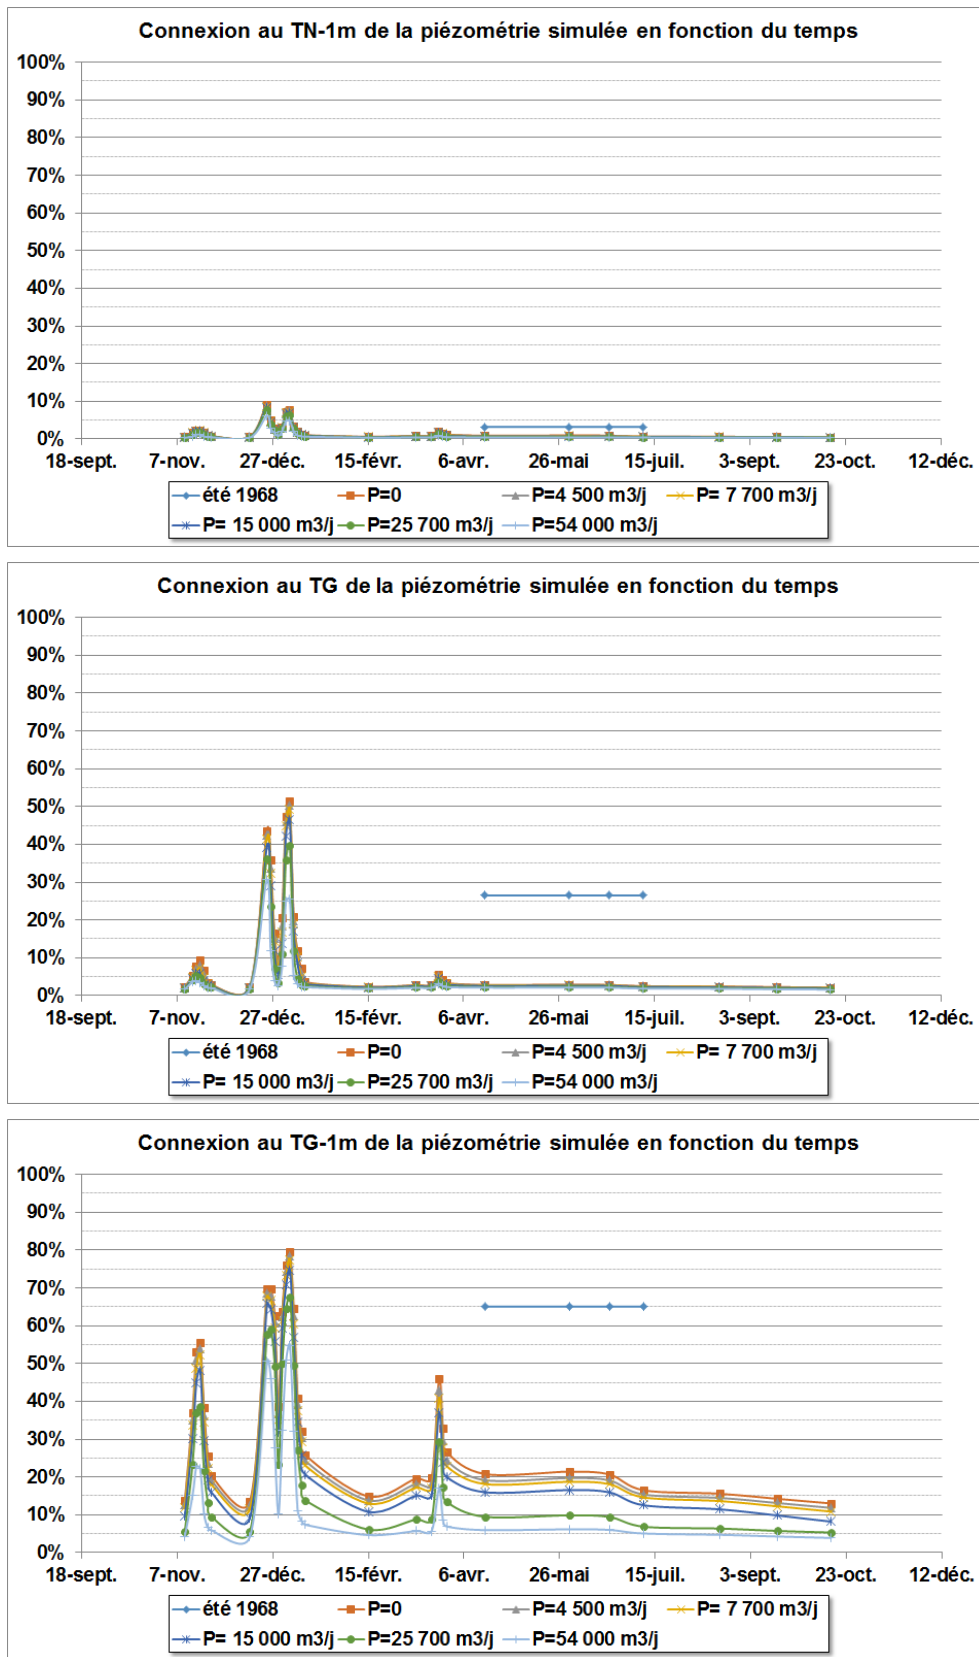 Connexion au TN-1m de la piézométrie simulée en fonction du temps
100%
90%
80%
70%
60%
50%
40%
30%
20%
10%
0%
18-sept. 7-nov. 27-déc. 15-févr. 6-avr. 26-mai 15-juil. 3-sept. 23-oct. 12-déc.
été 1968 P=0 P=4 500 m3/j P= 7 700 m3/j
P= 15 000 m3/j P=25 700 m3/j P=54 000 m3/j
Connexion au TG de la piézométrie simulée en fonction du temps
100%
90%
80%
70%
60%
50%
40%
30%
20%
10%
0%
18-sept. 7-nov. 27-déc. 15-févr. 6-avr. 26-mai 15-juil. 3-sept. 23-oct. 12-déc.
été 1968 P=0 P=4 500 m3/j P= 7 700 m3/j
P= 15 000 m3/j P=25 700 m3/j P=54 000 m3/j
Connexion au TG-1m de la piézométrie simulée en fonction du temps
100%
90%
80%
70%
60%
50%
40%
30%
20%
10%
0%
18-sept. 7-nov. 27-déc. 15-févr. 6-avr. 26-mai 15-juil. 3-sept. 23-oct. 12-déc.
été 1968 P=0 P=4 500 m3/j P= 7 700 m3/j
P= 15 000 m3/j P=25 700 m3/j P=54 000 m3/j